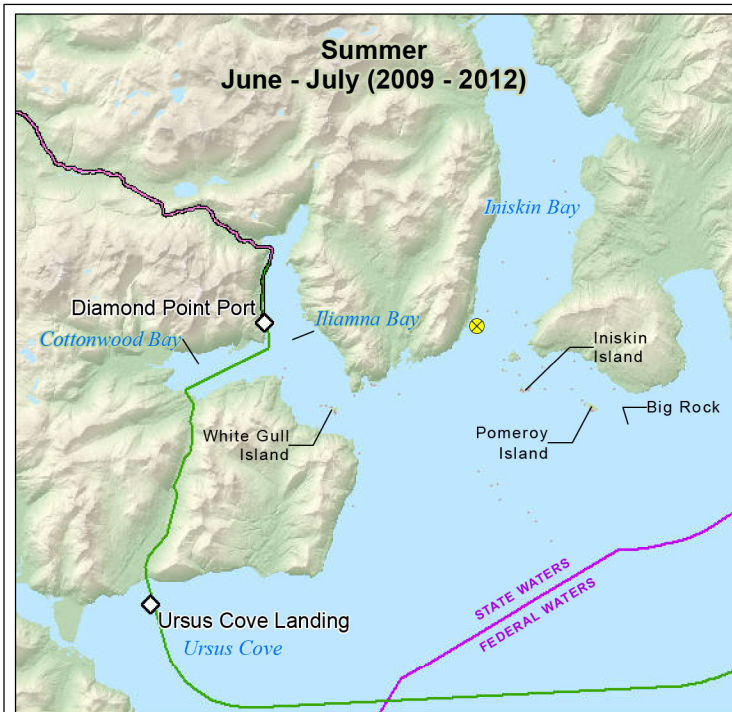 Summer
June - July (2009 - 2012)
Iniskin Bay
Diamond Point Port
Iliamna Bay
Cottonwood Bay
Iniskin
Island
Big Rock
White Gull
Island
Pomeroy
Island
STATE WATERS
FEDERAL WATERS
Ursus Cove Landing
Ursus Cove